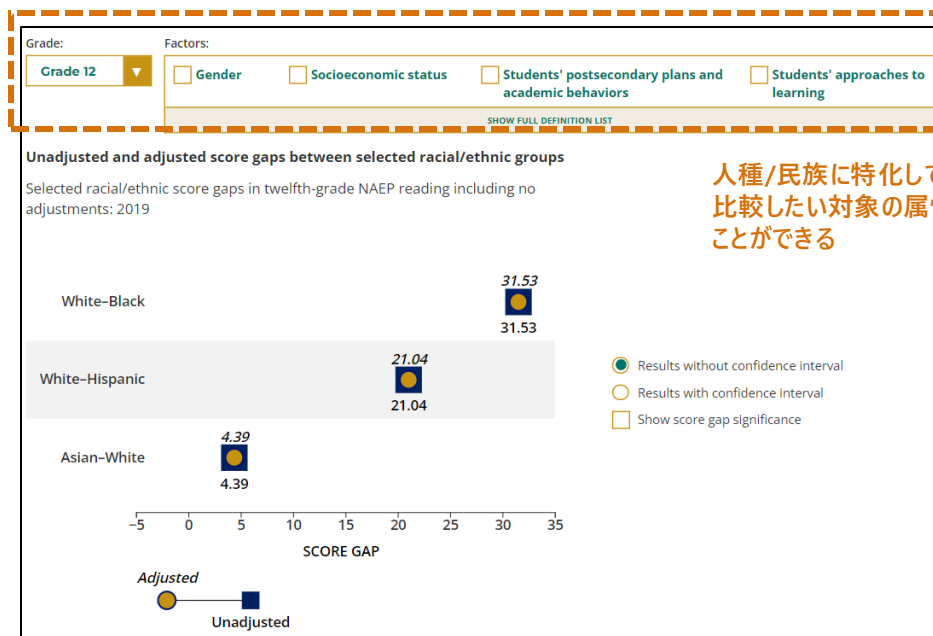 Grade:
Factors:
Grade 12
Gender
Socioeconomic status
Students' postsecondary plans and
academic behaviors
Students' approaches to
learning
SHOW FULL DEFINITION LIST
Unadjusted and adjusted score gaps between selected racial/ethnic groups
Selected racial/ethnic score gaps in twelfth-grade NAEP reading including no
adjustments: 2019
人種/民族に特化して
比較したい対象の属
ことができる
White–Black
31.53
31.53
White–Hispanic
21.04
21.04
Asian–White
4.39
4.39
Results without confidence interval
Results with confidence interval
Show score gap significance
−5 0 5 10 15 20 25 30 35
SCORE GAP
Adjusted
Unadjusted